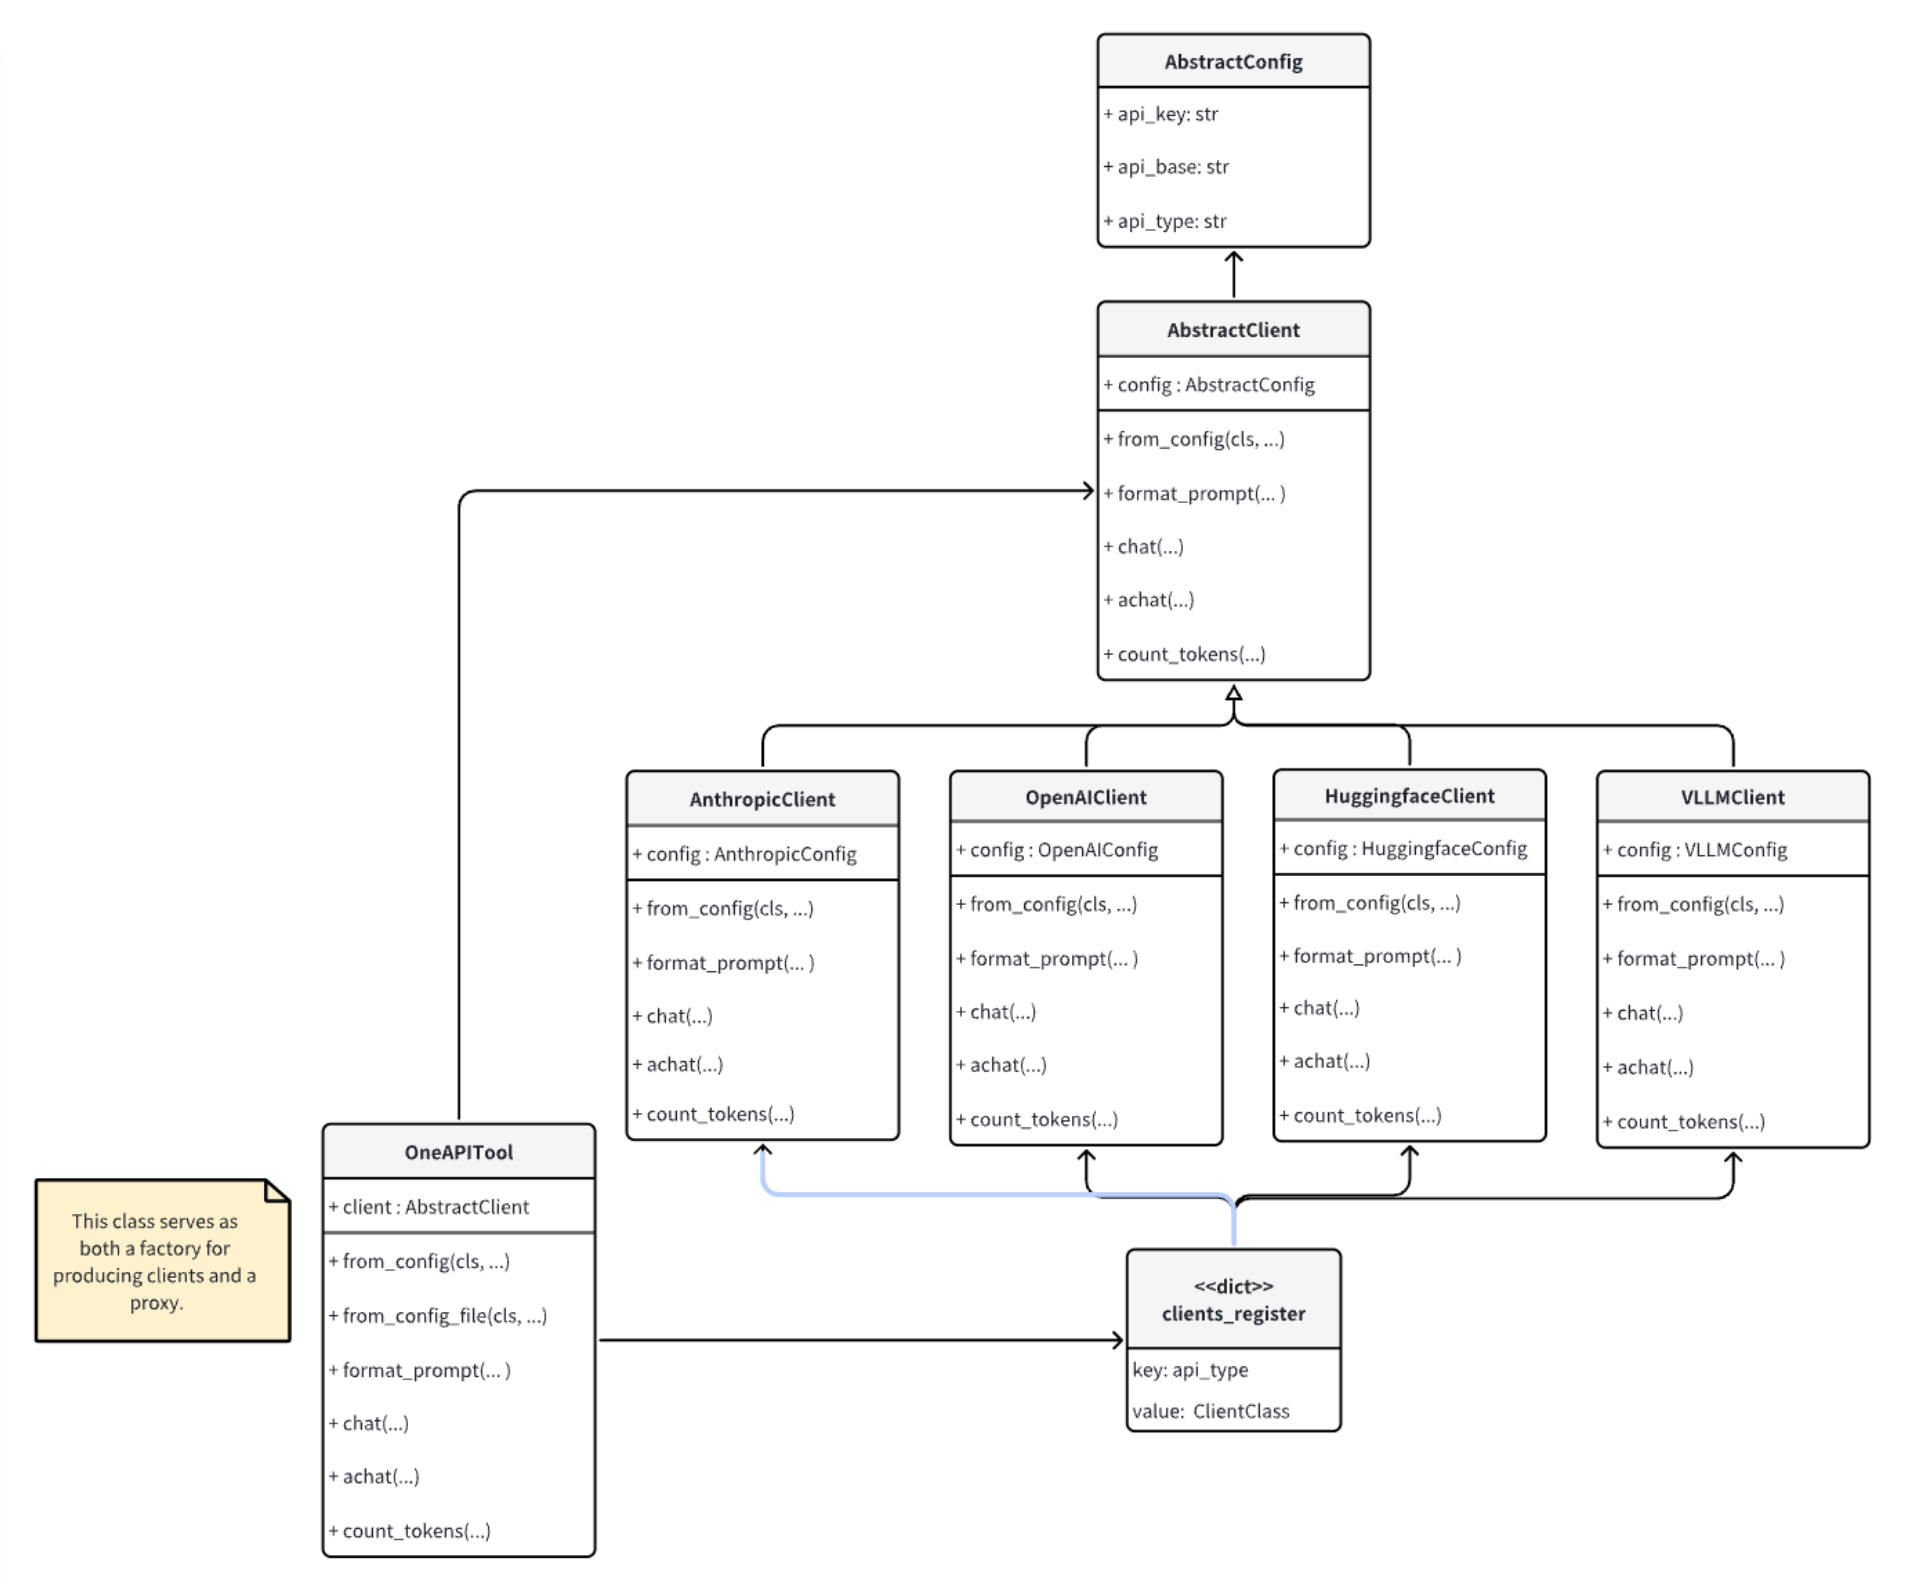 AbstractConfig
+ api_key: str
+ api_base: str
+ api_type: str
AbstractClient
+ config : AbstractConfig
+ from_config(cls, ...)
+ format_prompt(... )
+ chat(...)
+ achat(...)
+ count_tokens(...)
AnthropicClient
+ config : AnthropicConfig
+ from_config(cls, ...)
+ format_prompt(... )
+ chat(...)
+ achat(...)
+ count_tokens(...)
OpenAIClient
+ config : OpenAIConfig
+ from_config(cls, ...)
+ format_prompt(... )
+ chat(...)
+ achat(...)
+ count_tokens(...)
HuggingfaceClient
+ config : HuggingfaceConfig
+ from_config(cls, ...)
+ format_prompt(... )
+ chat(...)
+ achat(...)
+ count_tokens(...)
VLLMClient
+ config : VLLMConfig
+ from_config(cls, ...)
+ format_prompt(... )
+ chat(...)
+ achat(...)
+ count_tokens(...)
This class serves as
both a factory for
producing clients and a
proxy.
OneAPITool
+ client : AbstractClient
+ from_config(cls, ...)
+ from_config_file(cls, ...)
+ format_prompt(... )
+ chat(...)
+ achat(...)
+ count_tokens(...)
<<dict>>
clients_register
key: api_type
value:  ClientClass